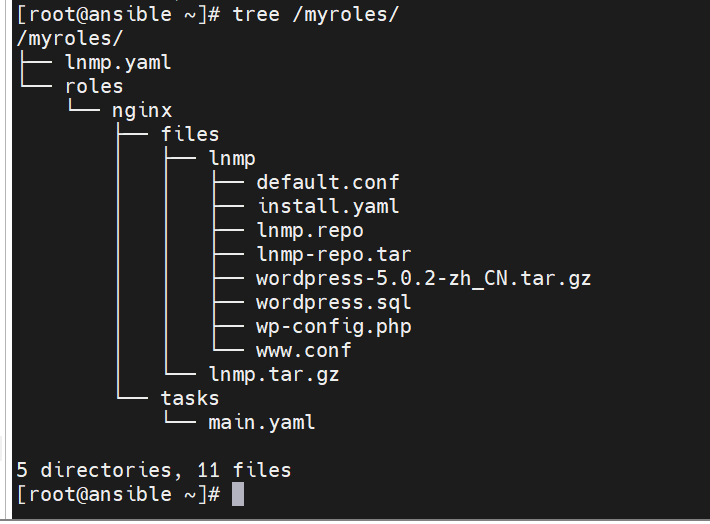 [root@ansible ~]# tree /myroles/
/myroles/
├── lnmp.yaml
└── roles
    └── nginx
        ├── files
        │   ├── lnmp
        │   │   ├── default.conf
        │   │   ├── install.yaml
        │   │   ├── lnmp.repo
        │   │   ├── lnmp-repo.tar
        │   │   ├── wordpress-5.0.2-zh_CN.tar.gz
        │   │   ├── wordpress.sql
        │   │   ├── wp-config.php
        │   │   └── www.conf
        │   └── lnmp.tar.gz
        └── tasks
            └── main.yaml

5 directories, 11 files
[root@ansible ~]#